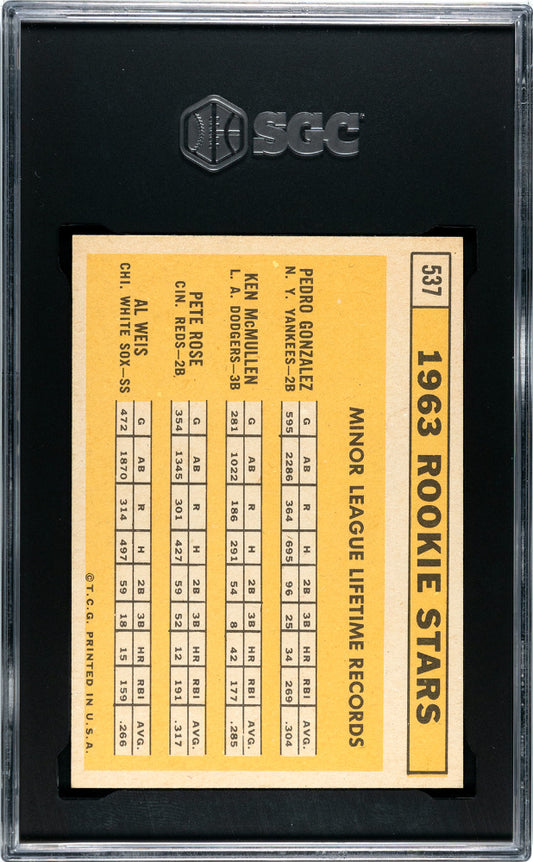 SGC
537
1963 ROOKIE STARS
MINOR LEAGUE LIFETIME RECORDS
PEDRO GONZALEZ
N. Y. YANKEES—2B
G AB R H 2B 3B HR RBI AVG.
595 2286 364 695 96 25 34 269 .304
KEN McMULLEN
L. A. DODGERS—3B
G AB R H 2B 3B HR RBI AVG.
281 1022 186 291 54 8 42 177 .285
PETE ROSE
CIN. REDS—2B
G AB R H 2B 3B HR RBI AVG.
354 1345 301 427 59 52 12 191 .317
AL WEIS
CHI. WHITE SOX—SS
G AB R H 2B 3B HR RBI AVG.
472 1870 314 497 59 18 15 159 .266
© T.C.G. PRINTED IN U.S.A.